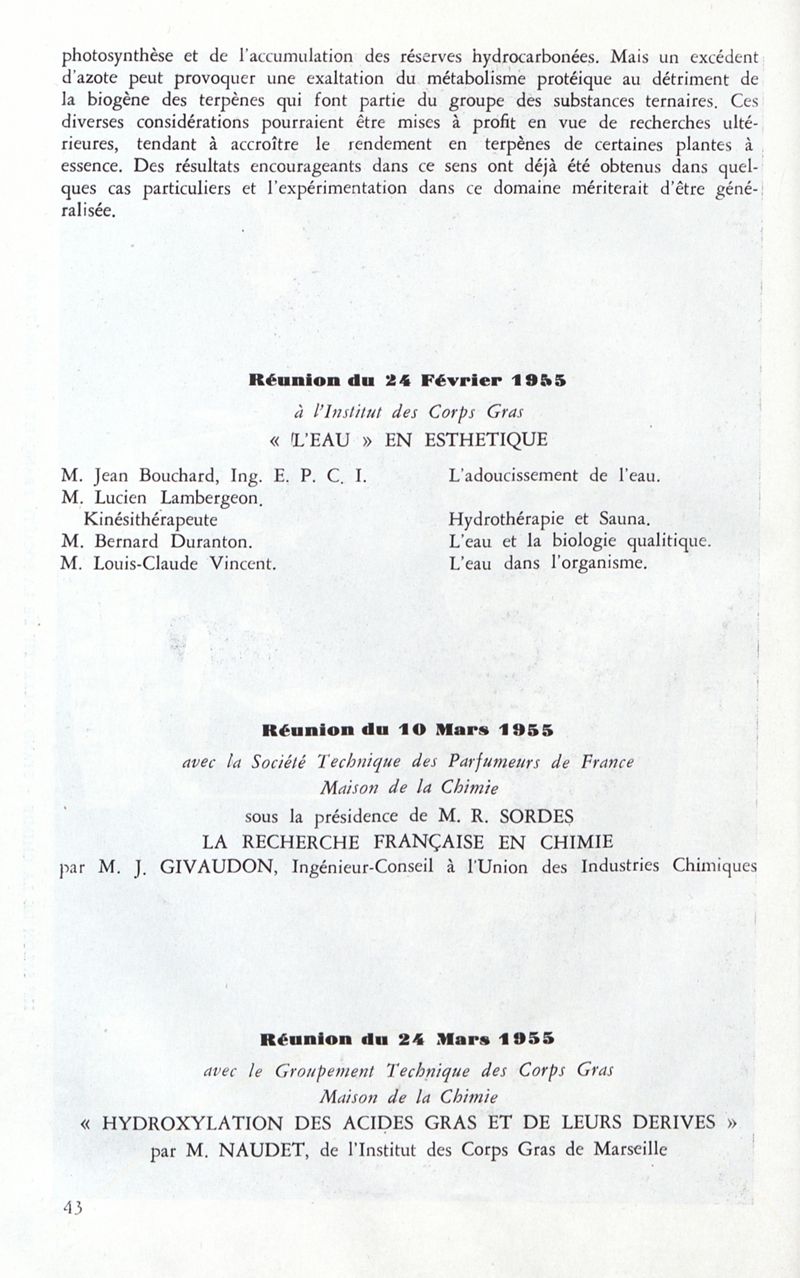 photosynthèse et de l'accumulation des réserves hydrocarbonées. Mais un excédent
d'azote peut provoquer une exaltation du métabolisme protéique au détriment de
la biogène des terpènes qui font partie du groupe des substances ternaires. Ces
diverses considérations pourraient être mises à profit en vue de recherches ulté-
rieures, tendant à accroître le rendement en terpènes de certaines plantes à
essence. Des résultats encourageants dans ce sens ont déjà été obtenus dans quel-
ques cas particuliers et l'expérimentation dans ce domaine mériterait d'être géné-
ralisée.
Réunion du 24 Février 1955
à l'Institut des Corps Gras
« L'EAU » EN ESTHETIQUE
M. Jean Bouchard, Ing. E. P. C. I. L'adoucissement de l'eau.
M. Lucien Lambergeon.
Kinésithérapeute Hydrothérapie et Sauna.
M. Bernard Duranton. L'eau et la biologie qualitique.
M. Louis-Claude Vincent. L'eau dans l'organisme.
Réunion du 10 Mars 1955
avec la Société Technique des Parfumeurs de France
Maison de la Chimie
sous la présidence de M. R. SORDES
LA RECHERCHE FRANÇAISE EN CHIMIE
par M. J. GIVAUDON, Ingénieur-Conseil à l'Union des Industries Chimiques
Réunion du 24 Mars 1955
avec le Groupement Technique des Corps Gras
Maison de la Chimie
« HYDROXYLATION DES ACIDES GRAS ET DE LEURS DERIVES »
par M. NAUDET, de l'Institut des Corps Gras de Marseille
43